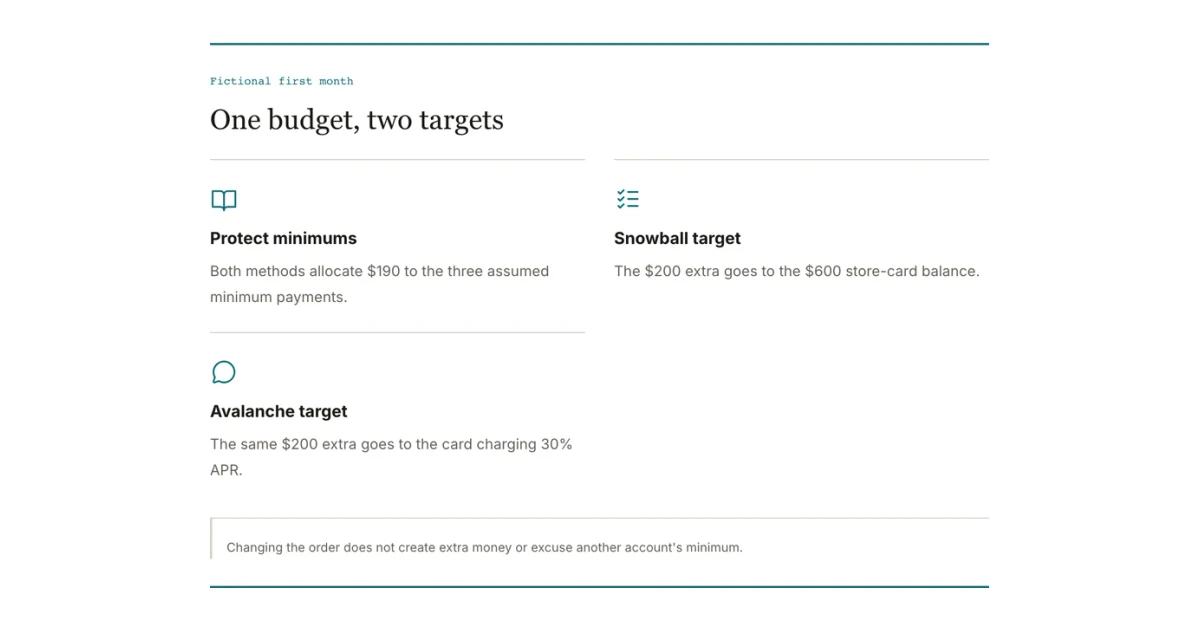 Fictional first month
One budget, two targets
Protect minimums
Both methods allocate $190 to the three assumed
minimum payments.
Snowball target
The $200 extra goes to the $600 store-card balance.
Avalanche target
The same $200 extra goes to the card charging 30%
APR.
Changing the order does not create extra money or excuse another account's minimum.